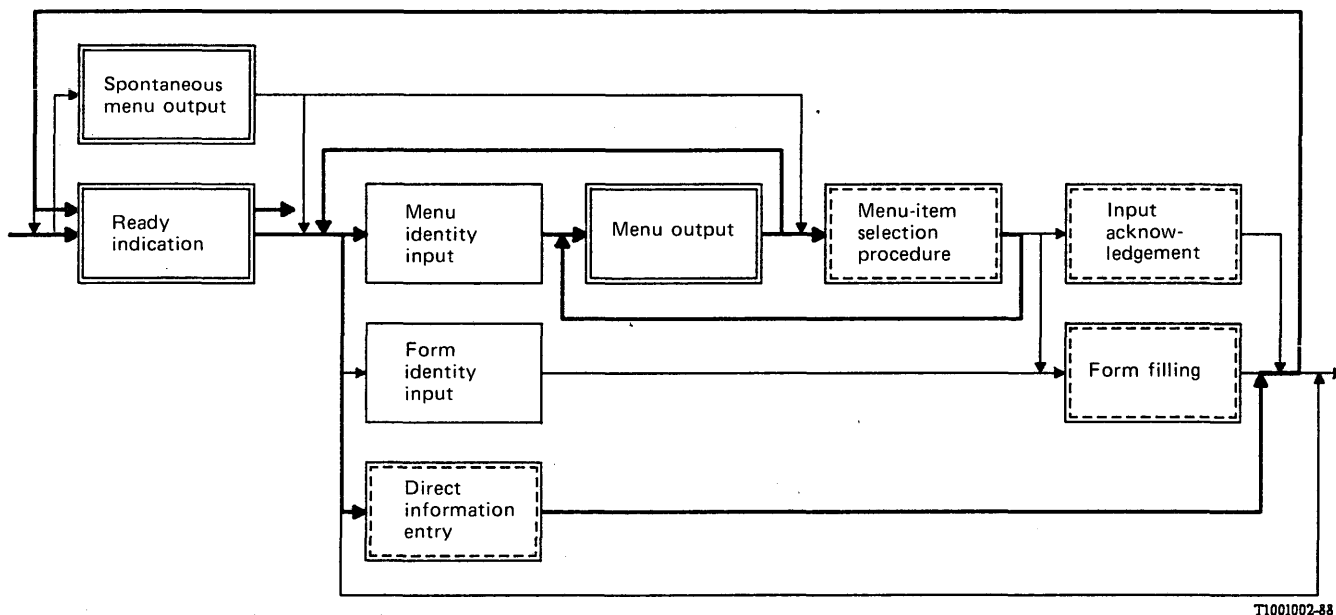 Spontaneous
menu output
Ready
indication
Menu
identity
input
Menu output
Menu-item
selection
procedure
Input
acknow-
ledgement
Form
identity
input
Form filling
Direct
information
entry
T1001002-88